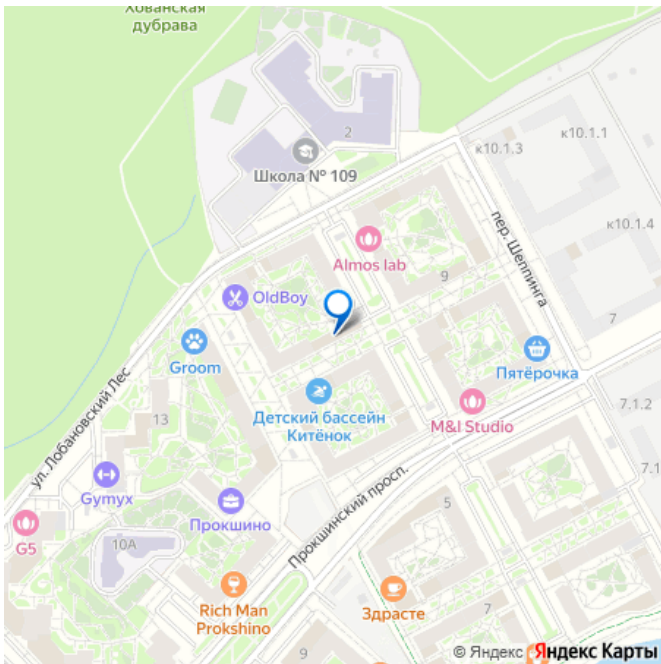 Хованская
дубрава
2
Школа № 109
к10.1.1
к10.1.3
пер. Шеппинга
к10.1.4
Almos lab
9
OldBoy
7
Groom
Пятёрочка
ул. Лобановский Лес
Детский бассейн
Китёнок
M&I Studio
7.1.2
13
7.1
Gymyx
Прокшино
Прокшинский просп.
G5
10А
5
Rich Man
Prokshino
Здрасте
7
9
© Яндекс Яндекс Карты